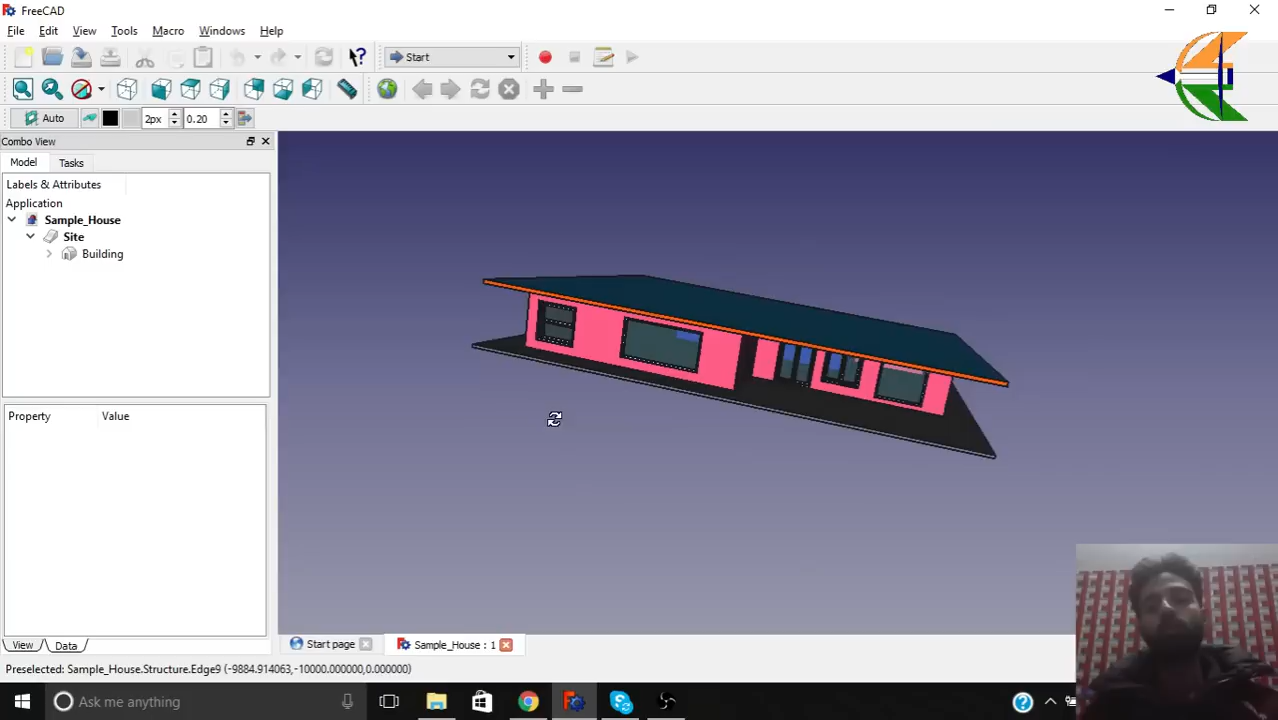 FreeCAD
File Edit View Tools Macro Windows Help
Start
Auto 2px 0.20
Combo View
Model Tasks
Labels & Attributes
Application
Sample_House
Site
Building
Property Value
View Data
Start page Sample_House : 1
Preselected: Sample_House.Structure.Edge9 (-9884.914063,-10000.000000,0.000000)
Ask me anything